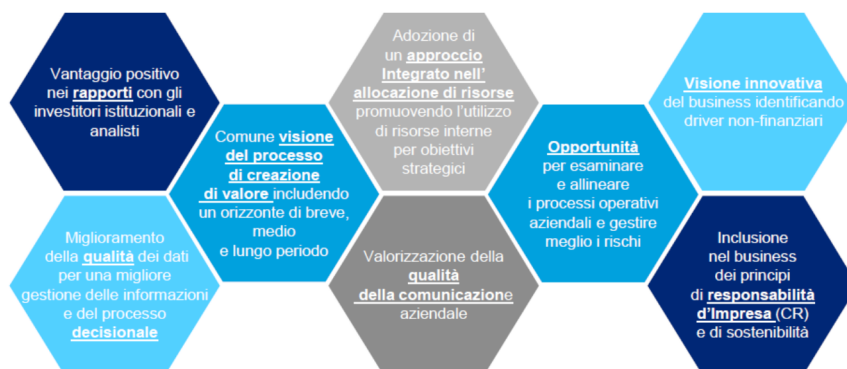 Vantaggio positivo
nei rapporti con gli
investitori istituzionali e
analisti
Miglioramento
della qualità dei dati
per una migliore
gestione delle informazioni
e del processo
decisionale
Comune visione
del processo
di creazione
di valore includendo
un orizzonte di breve,
medio
e lungo periodo
Adozione di
un approccio
Integrato nell'
allocazione di risorse
promuovendo l'utilizzo
di risorse interne
per obiettivi
strategici
Valorizzazione della
qualità
della comunicazione
aziendale
Opportunità
per esaminare
e allineare
i processi operativi
aziendali e gestire
meglio i rischi
Visione innovativa
del business identificando
driver non-finanziari
Inclusione
nel business
dei principi
di responsabilità
d'Impresa (CR)
e di sostenibilità